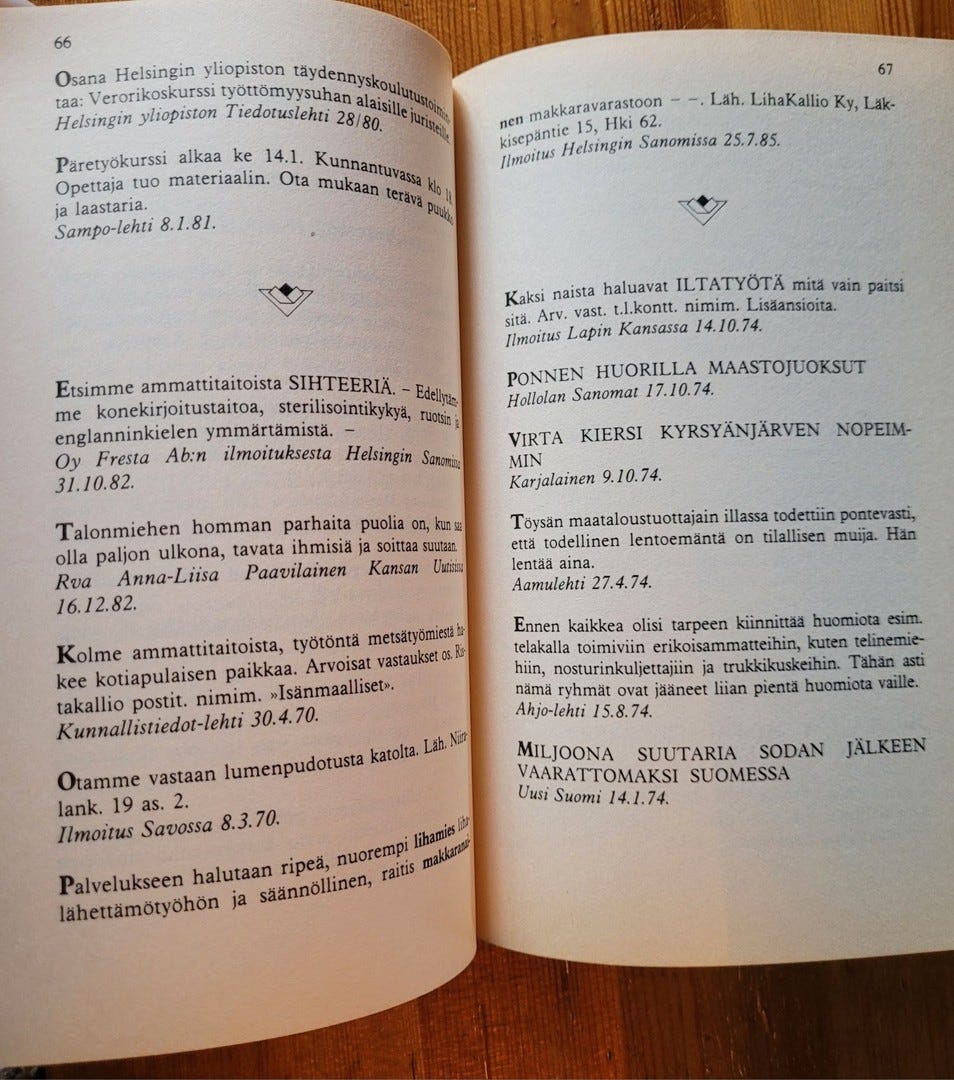 66
Osana Helsingin yliopiston täydennyskoulutustoimin-
taa: Verorikoskurssi työttömyysuhan alaisille juristeille.
Helsingin yliopiston Tiedotuslehti 28/80.
Päretyökurssi alkaa ke 14.1. Kunnantuvassa klo 18.
Opettaja tuo materiaalin. Ota mukaan terävä puukko
ja laastaria.
Sampo-lehti 8.1.81.
Etsimme ammattitaitoista SIHTEERIÄ. – Edellytäm-
me konekirjoitustaitoa, sterilisointikykyä, ruotsin ja
englanninkielen ymmärtämistä. –
Oy Fresta Ab:n ilmoituksesta Helsingin Sanomissa
31.10.82.
Talonmiehen homman parhaita puolia on, kun saa
olla paljon ulkona, tavata ihmisiä ja soittaa suutaan.
Rva Anna-Liisa Paavilainen Kansan Uutisissa
16.12.82.
Kolme ammattitaitoista, työtöntä metsätyömiestä ha-
kee kotiapulaisen paikkaa. Arvoisat vastaukset os. Ris-
takallio postit. nimim. »Isänmaalliset».
Kunnallistiedot-lehti 30.4.70.
Otamme vastaan lumenpudotusta katolta. Läh. Niira-
lank. 19 as. 2.
Ilmoitus Savossa 8.3.70.
Palvelukseen halutaan ripeä, nuorempi lihamies liha-
lähettämötyöhön ja säännöllinen, raitis makkaranai-
67
nen makkaravarastoon – –. Läh. LihaKallio Ky, Läk-
kisepäntie 15, Hki 62.
Ilmoitus Helsingin Sanomissa 25.7.85.
Kaksi naista haluavat ILTATYÖTÄ mitä vain paitsi
sitä. Arv. vast. t.l.kontt. nimim. Lisäansioita.
Ilmoitus Lapin Kansassa 14.10.74.
PONNEN HUORILLA MAASTOJUOKSUT
Hollolan Sanomat 17.10.74.
VIRTA KIERSI KYRSYÄNJÄRVEN NOPEIM-
MIN
Karjalainen 9.10.74.
Töysän maataloustuottajain illassa todettiin pontevasti,
että todellinen lentoemäntä on tilallisen muija. Hän
lentää aina.
Aamulehti 27.4.74.
Ennen kaikkea olisi tarpeen kiinnittää huomiota esim.
telakalla toimiviin erikoisammatteihin, kuten telinemie-
hiin, nosturinkuljettajiin ja trukkikuskeihin. Tähän asti
nämä ryhmät ovat jääneet liian pientä huomiota vaille.
Ahjo-lehti 15.8.74.
MILJOONA SUUTARIA SODAN JÄLKEEN
VAARATTOMAKSI SUOMESSA
Uusi Suomi 14.1.74.